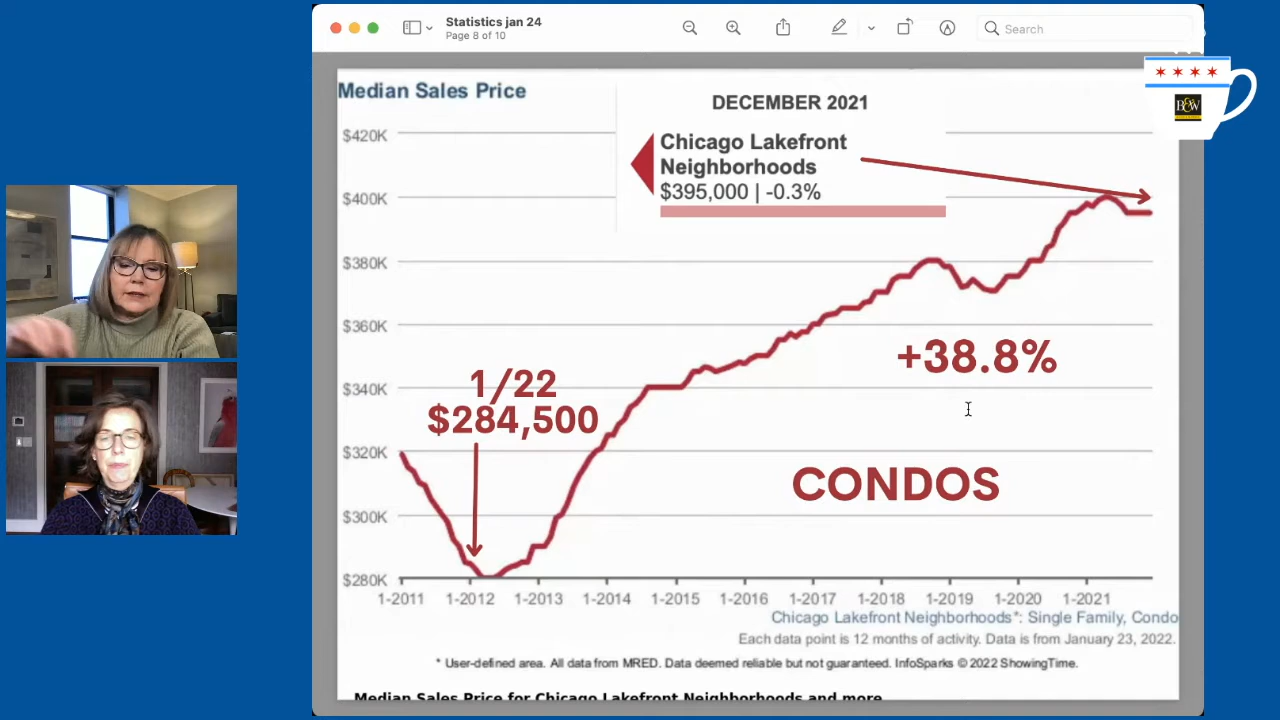 Statistics jan 24
Page 8 of 10
Search
B&W
Median Sales Price
DECEMBER 2021
Chicago Lakefront
Neighborhoods
$395,000 | -0.3%
$420K
$400K
$380K
$360K
$340K
$320K
$300K
$280K
+38.8%
1/22
$284,500
CONDOS
1-2011 1-2012 1-2013 1-2014 1-2015 1-2016 1-2017 1-2018 1-2019 1-2020 1-2021
Chicago Lakefront Neighborhoods*: Single Family, Condo
Each data point is 12 months of activity. Data is from January 23, 2022.
* User-defined area. All data from MRED. Data deemed reliable but not guaranteed. InfoSparks © 2022 ShowingTime.
Median Sales Price for Chicago Lakefront Neighborhoods and more